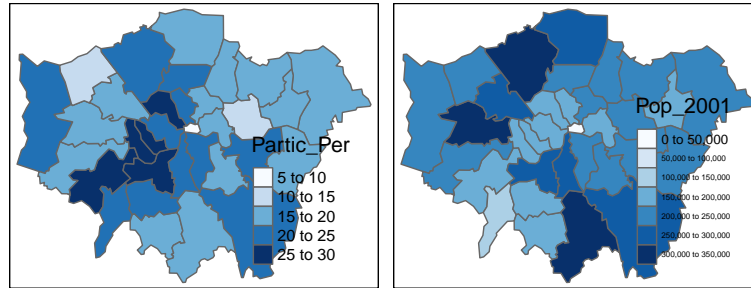 Partic_Per
5 to 10
10 to 15
15 to 20
20 to 25
25 to 30
Pop_2001
0 to 50,000
50,000 to 100,000
100,000 to 150,000
150,000 to 200,000
200,000 to 250,000
250,000 to 300,000
300,000 to 350,000